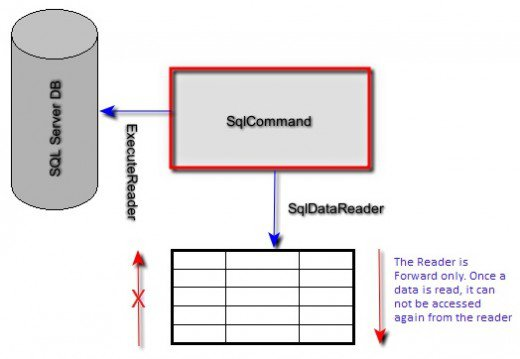 SQL Server DB
ExecuteReader
SqlCommand
SqlDataReader
X
The Reader is
Forward only. Once a
data is read, it can
not be accessed
again from the reader